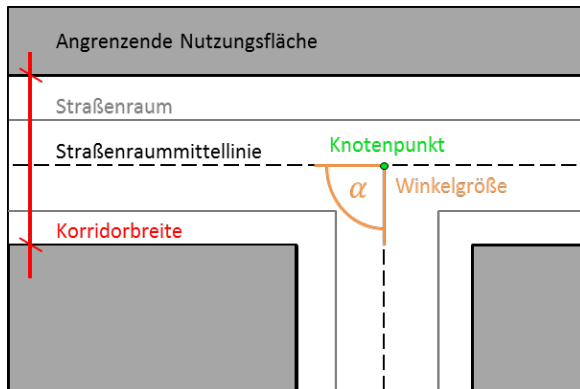 Angrenzende Nutzungsfläche
Straßenraum
Knotenpunkt
Straßenraummittellinie
α
Winkelgröße
Korridorbreite